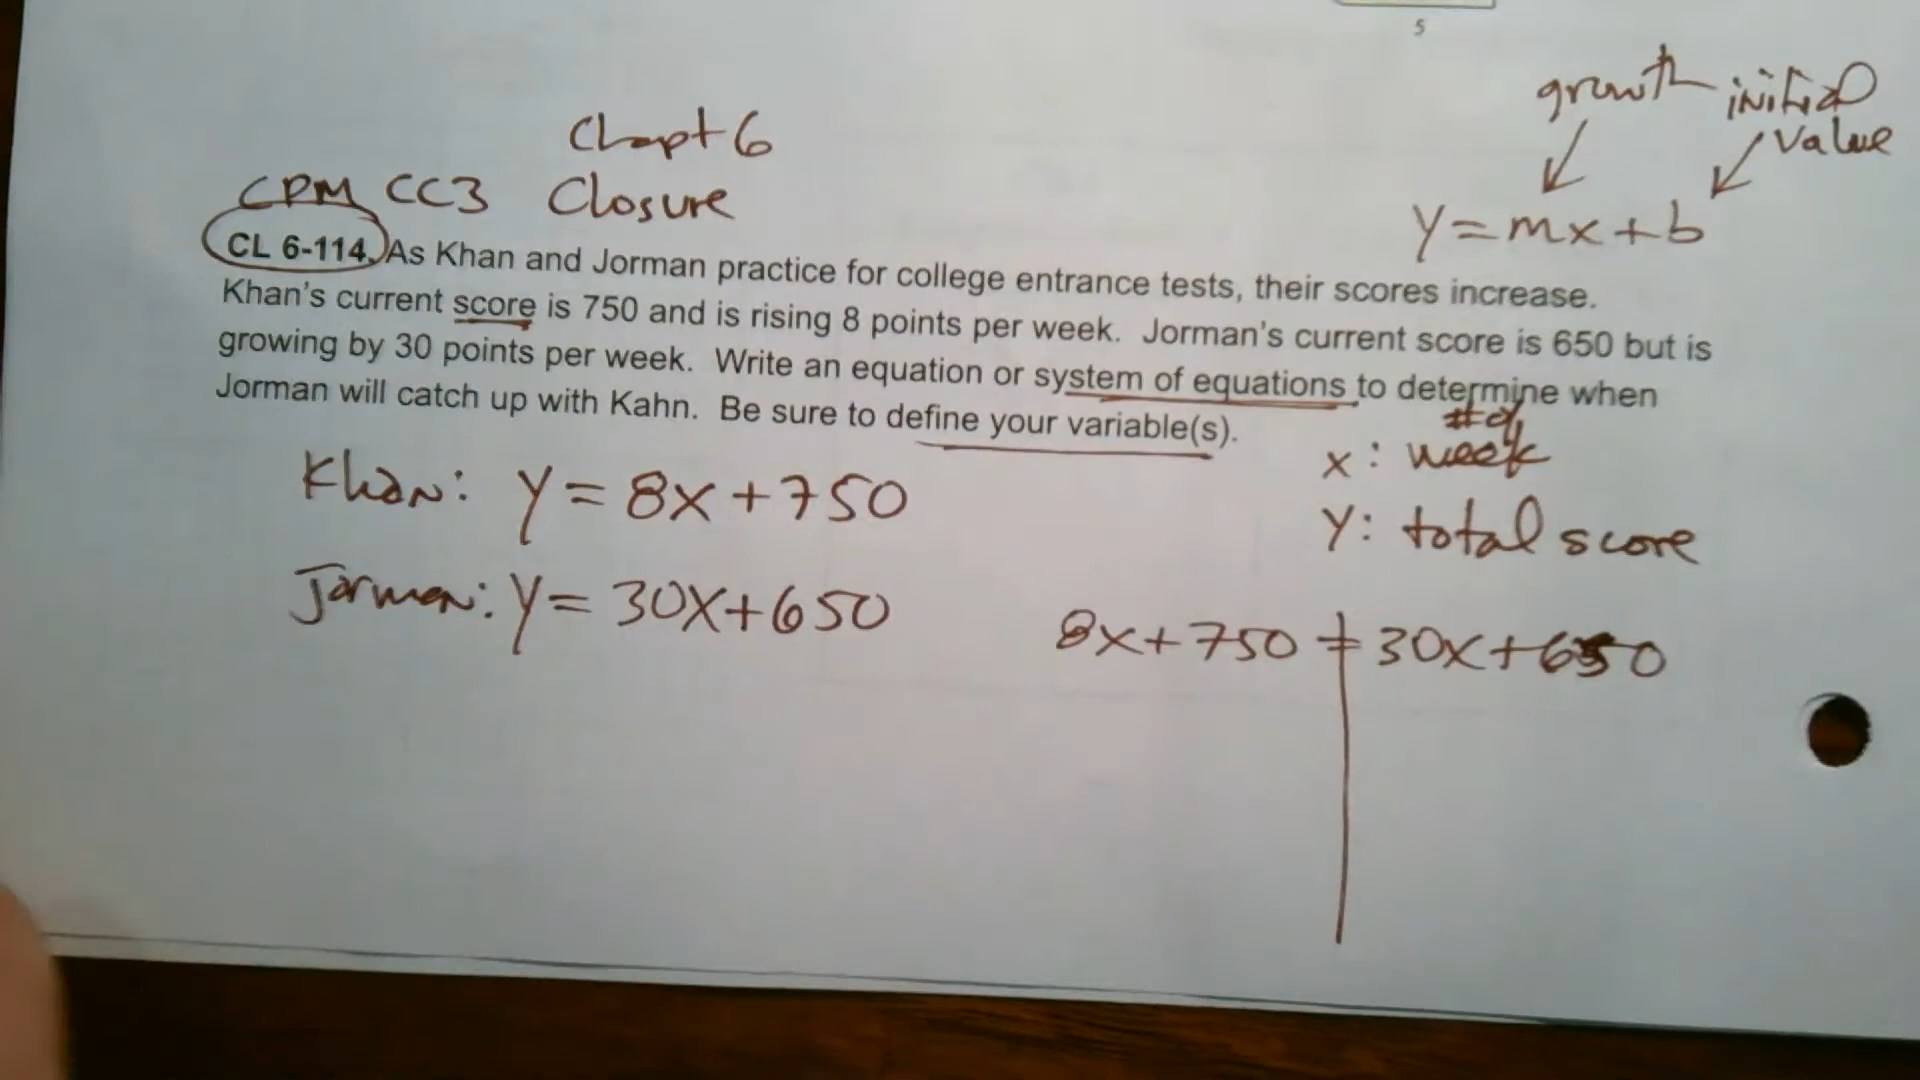 5
growth initial
value
y=mx+b
Chapt 6
CPM CC3 Closure
CL 6-114. As Khan and Jorman practice for college entrance tests, their scores increase.
Khan's current score is 750 and is rising 8 points per week. Jorman's current score is 650 but is
growing by 30 points per week. Write an equation or system of equations to determine when
Jorman will catch up with Kahn. Be sure to define your variable(s).
# of
x: week
y: total score
Khan: y=8x+750
Jorman: y=30x+650
8x+750=30x+650